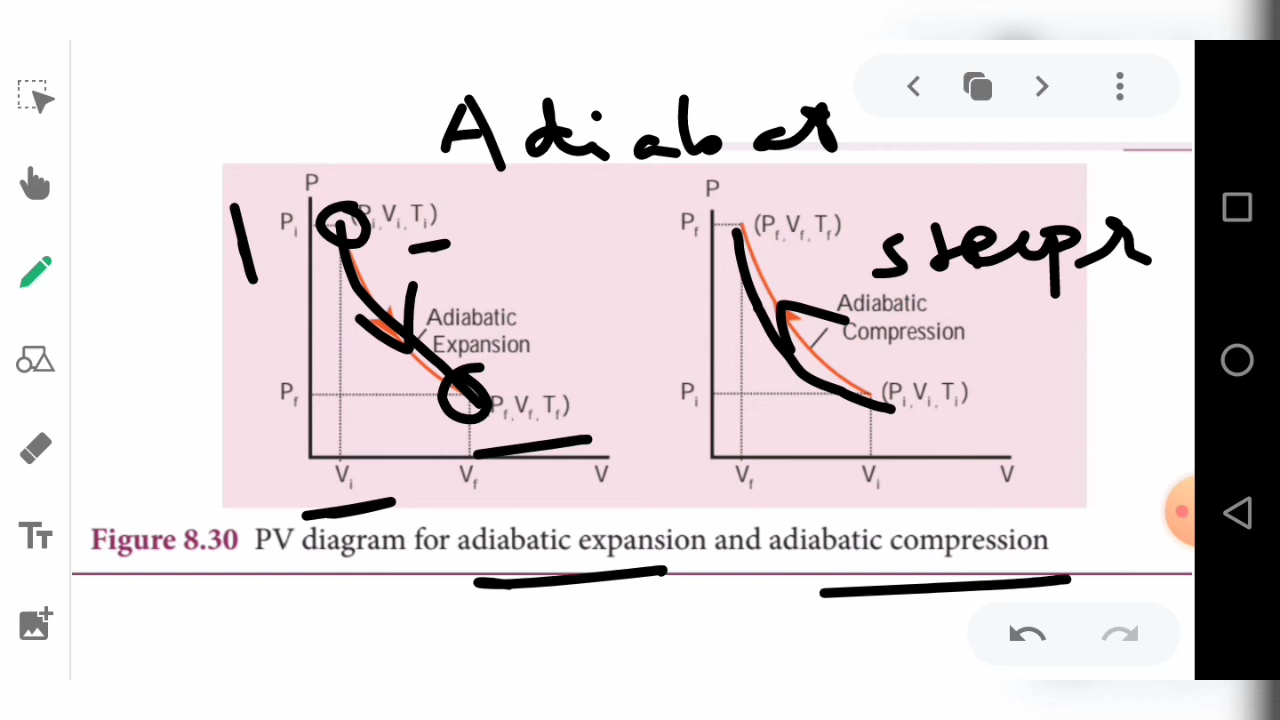 Adiabat
P
P
Pi
(Pi,Vi,Ti)
Pf
(Pf,Vf,Tf)
Adiabatic
Expansion
Adiabatic
Compression
Pf
Pf,Vf,Tf)
Pi
(Pi,Vi,Ti)
Vi Vf V
Vf Vi V
Figure 8.30 PV diagram for adiabatic expansion and adiabatic compression
TT